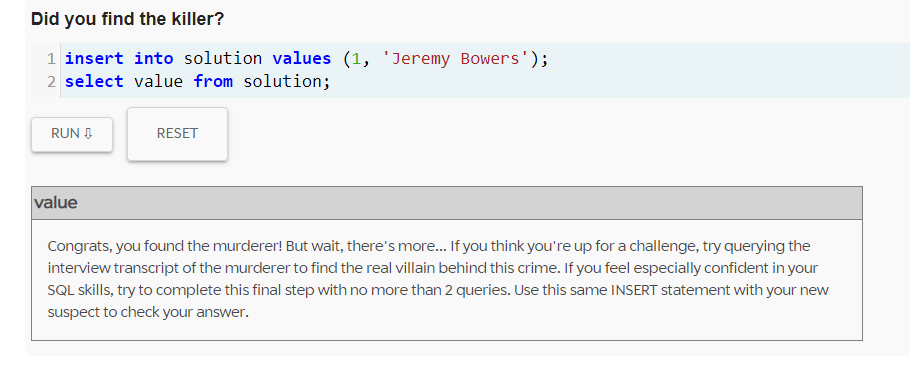 Did you find the killer?
1 insert into solution values (1, 'Jeremy Bowers');
2 select value from solution;
RUN ⇩ RESET
value
Congrats, you found the murderer! But wait, there's more... If you think you're up for a challenge, try querying the
interview transcript of the murderer to find the real villain behind this crime. If you feel especially confident in your
SQL skills, try to complete this final step with no more than 2 queries. Use this same INSERT statement with your new
suspect to check your answer.